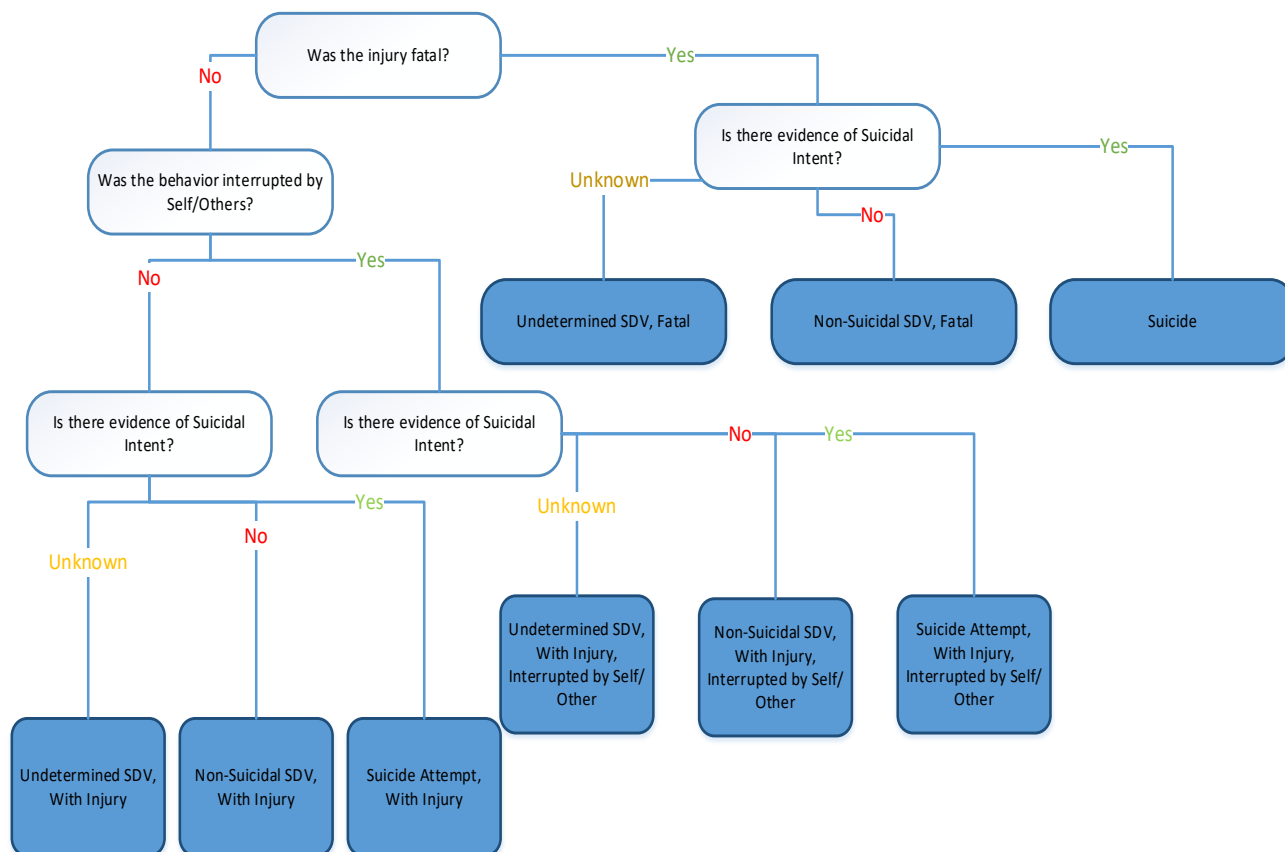 Was the injury fatal?
Yes
No
Is there evidence of Suicidal
Intent?
Yes
Was the behavior interrupted by
Self/Others?
Unknown
No
Yes
No
Undetermined SDV, Fatal
Non-Suicidal SDV, Fatal
Suicide
Is there evidence of Suicidal
Intent?
Is there evidence of Suicidal
Intent?
No
Yes
Unknown
Yes
No
Unknown
Undetermined SDV,
With Injury,
Interrupted by Self/
Other
Non-Suicidal SDV,
With Injury,
Interrupted by Self/
Other
Suicide Attempt,
With Injury,
Interrupted by Self/
Other
Undetermined SDV,
With Injury
Non-Suicidal SDV,
With Injury
Suicide Attempt,
With Injury